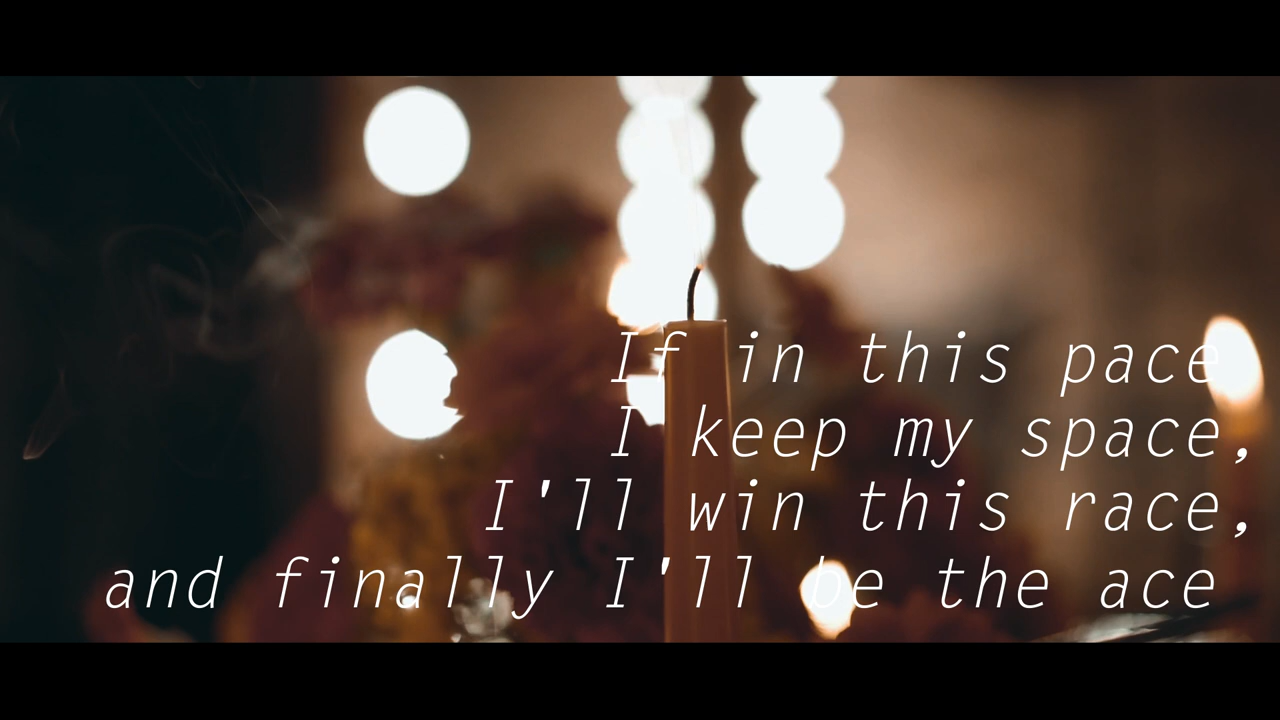 If in this pace
I keep my space,
I'll win this race,
and finally I'll be the ace